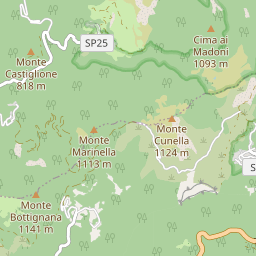 SP25
Cima ai
Madoni
1093 m
Monte
Castiglione
818 m
Monte
Cunella
1124 m
Monte
Marinella
1113 m
S
Monte
Bottignana
1141 m